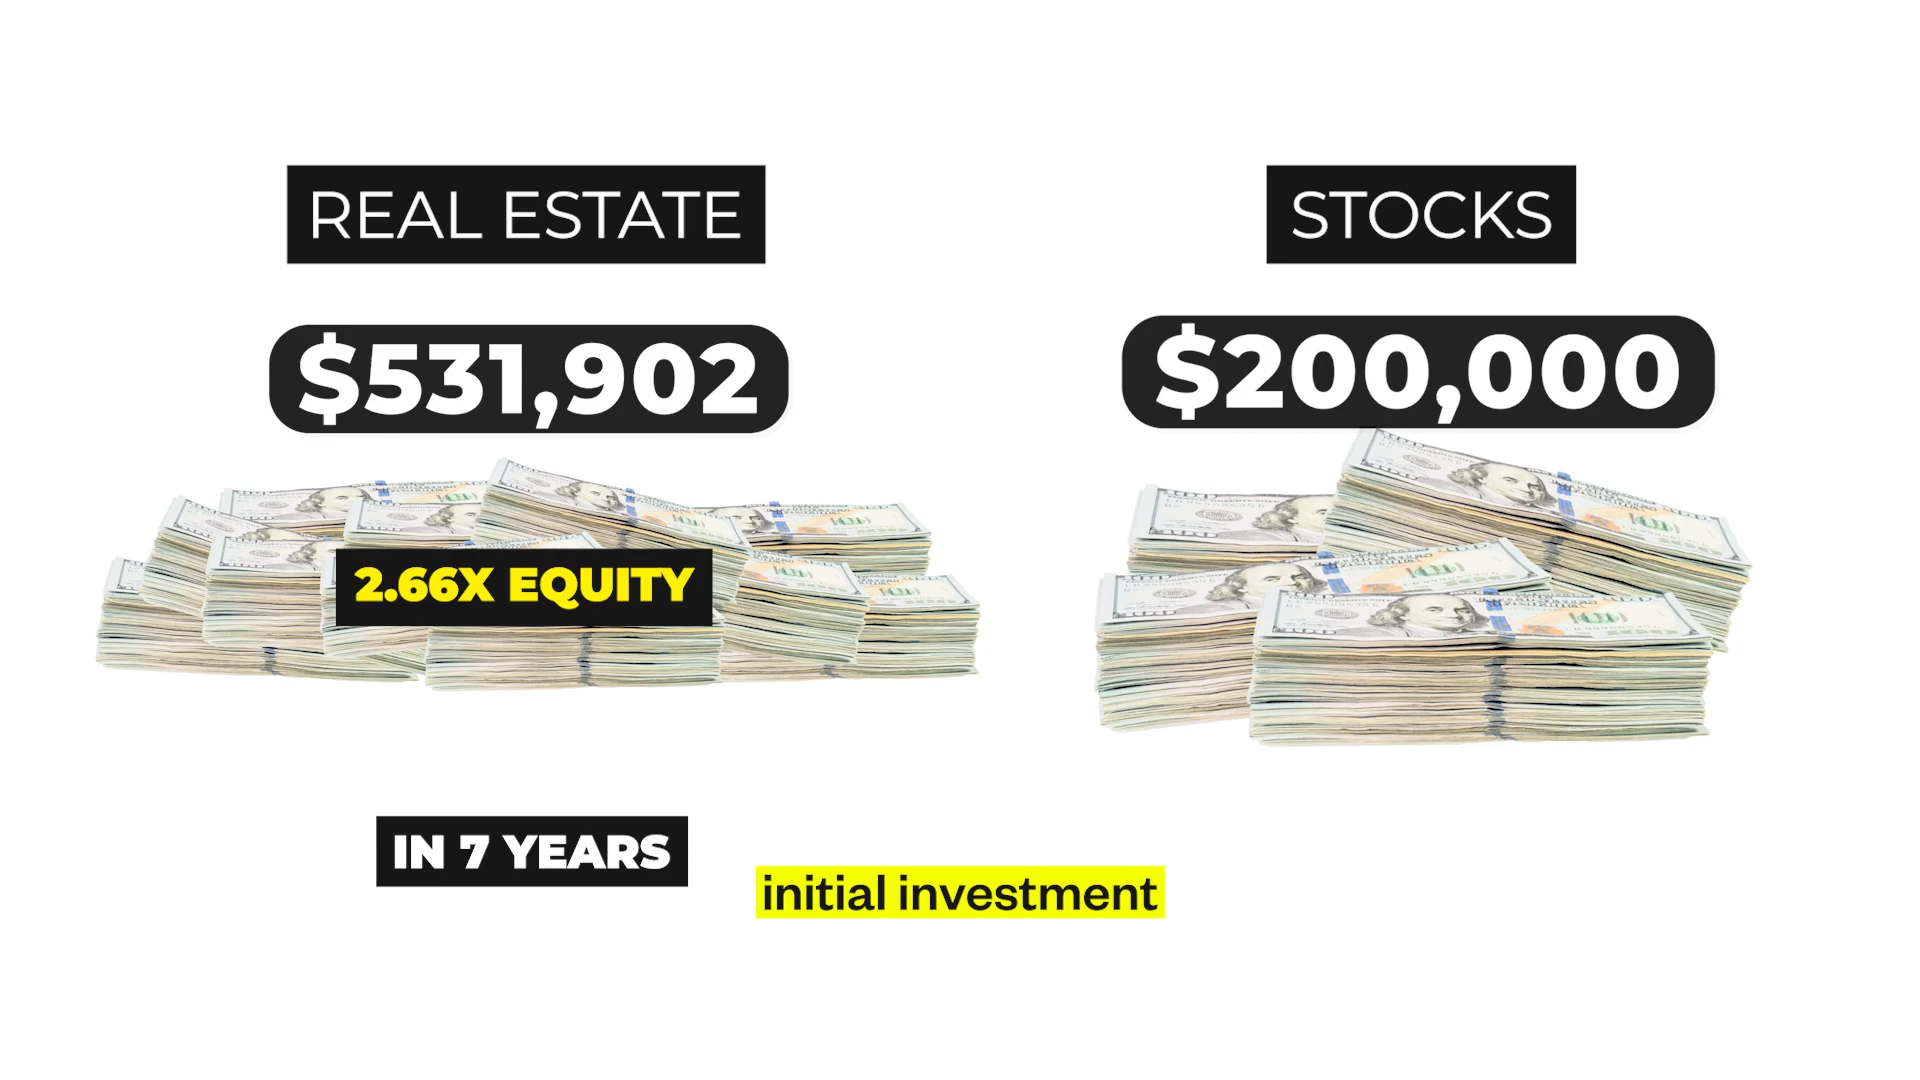 REAL ESTATE
$531,902
2.66X EQUITY
IN 7 YEARS
STOCKS
$200,000
initial investment